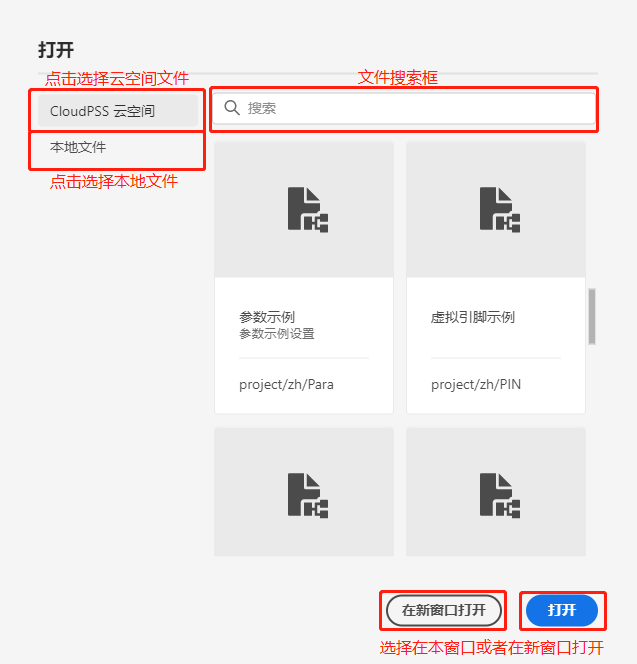 打开
点击选择云空间文件
文件搜索框
CloudPSS 云空间
搜索
本地文件
点击选择本地文件
参数示例
参数示例设置
project/zh/Para
虚拟引脚示例
project/zh/PIN
在新窗口打开
打开
选择在本窗口或者在新窗口打开